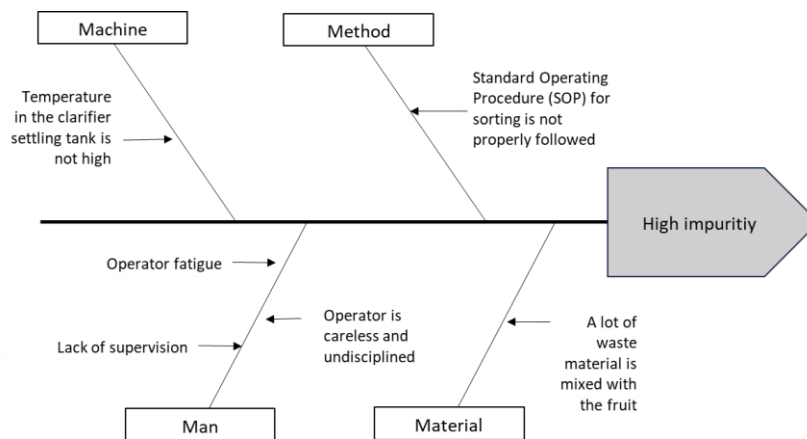 Machine
Method
Temperature
in the clarifier
settling tank is
not high
Standard Operating
Procedure (SOP) for
sorting is not
properly followed
High impuritiy
Operator fatigue
Lack of supervision
Operator is
careless and
undisciplined
A lot of
waste
material is
mixed with
the fruit
Man
Material